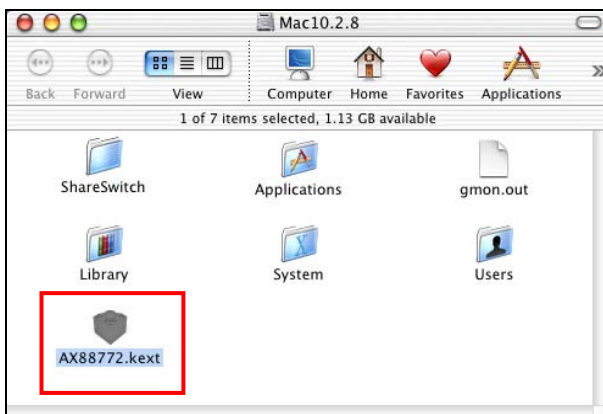 Mac10.2.8
Back Forward View Computer Home Favorites Applications
1 of 7 items selected, 1.13 GB available
ShareSwitch Applications gmon.out
Library System Users
AX88772.kext